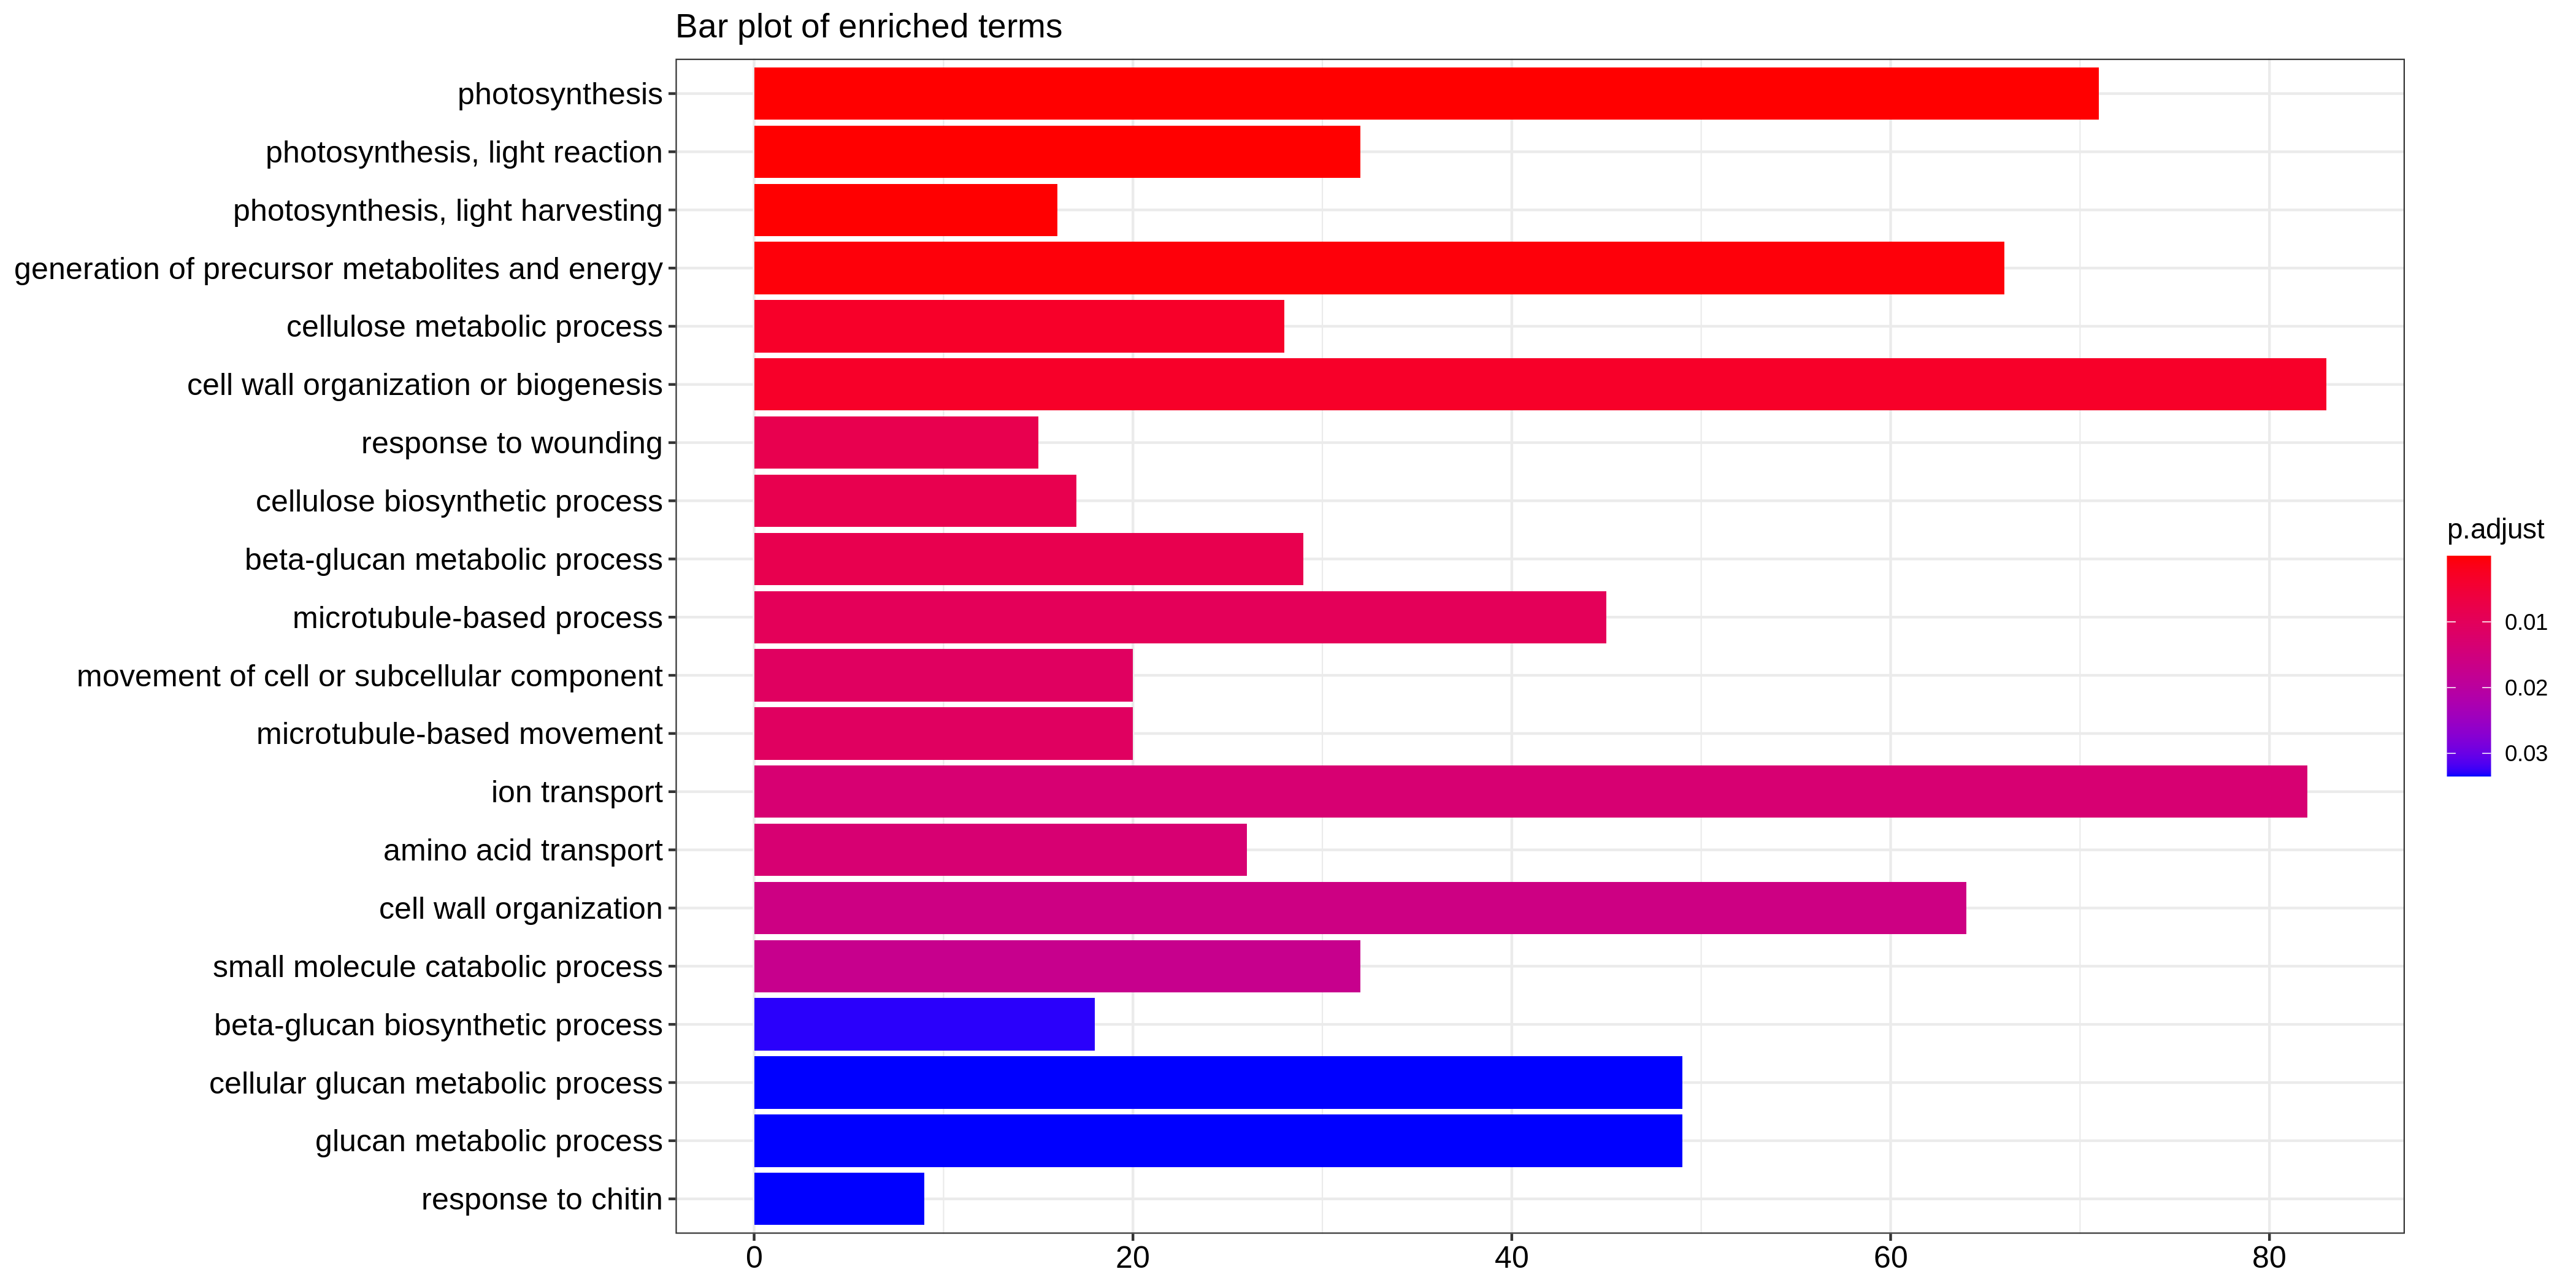 Bar plot of enriched terms
photosynthesis
photosynthesis, light reaction
photosynthesis, light harvesting
generation of precursor metabolites and energy
cellulose metabolic process
cell wall organization or biogenesis
response to wounding
cellulose biosynthetic process
beta-glucan metabolic process
microtubule-based process
movement of cell or subcellular component
microtubule-based movement
ion transport
amino acid transport
cell wall organization
small molecule catabolic process
beta-glucan biosynthetic process
cellular glucan metabolic process
glucan metabolic process
response to chitin
0 20 40 60 80
p.adjust
0.01
0.02
0.03